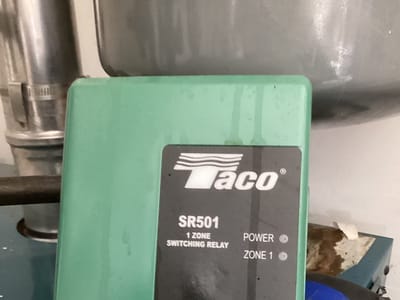 Taco®
SR501
1 ZONE
SWITCHING RELAY
POWER
ZONE 1